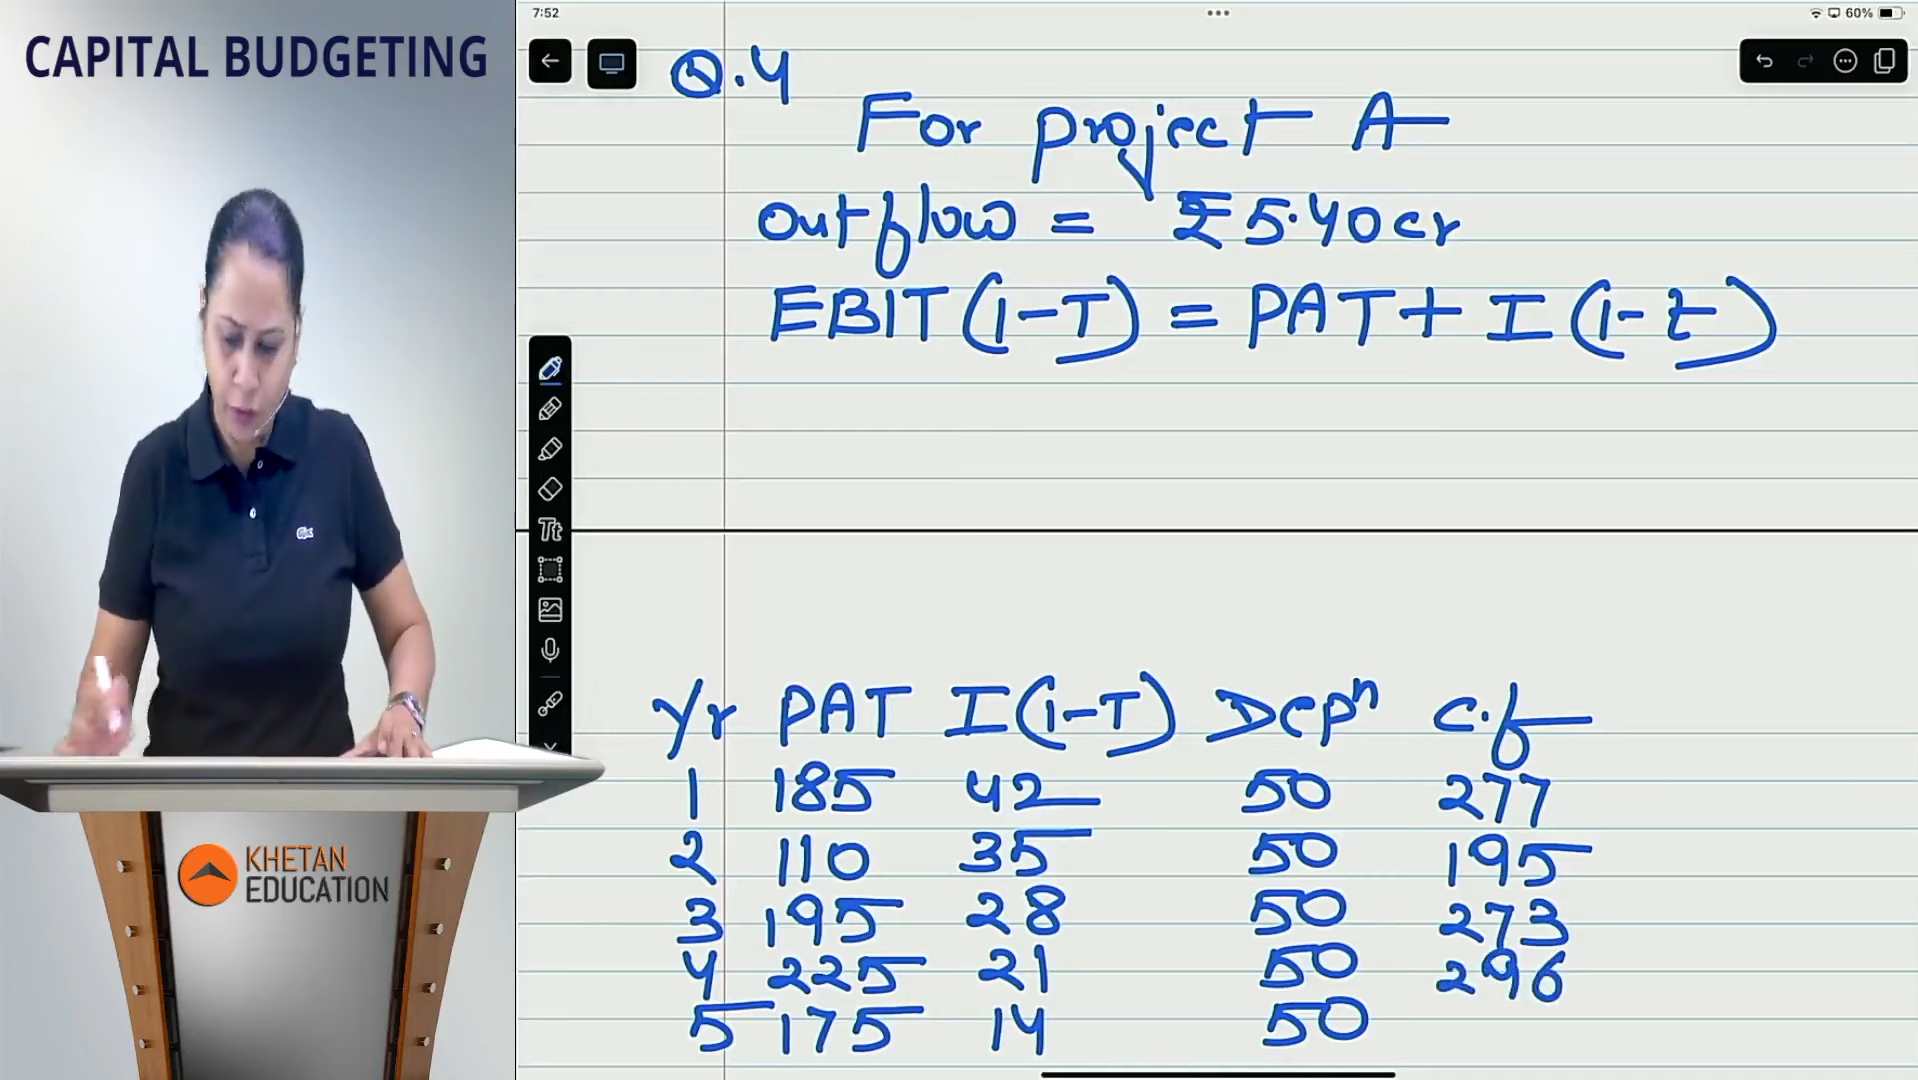 CAPITAL BUDGETING
7:52
60%
Q.4
For project A
outflow = ₹5.40cr
EBIT(1-T) = PAT + I(1-t)
Tt
Yr PAT I(1-T) Depn c.f
1 185 42 50 277
2 110 35 50 195
3 195 28 50 273
4 225 21 50 296
5 175 14 50
KHETAN
EDUCATION